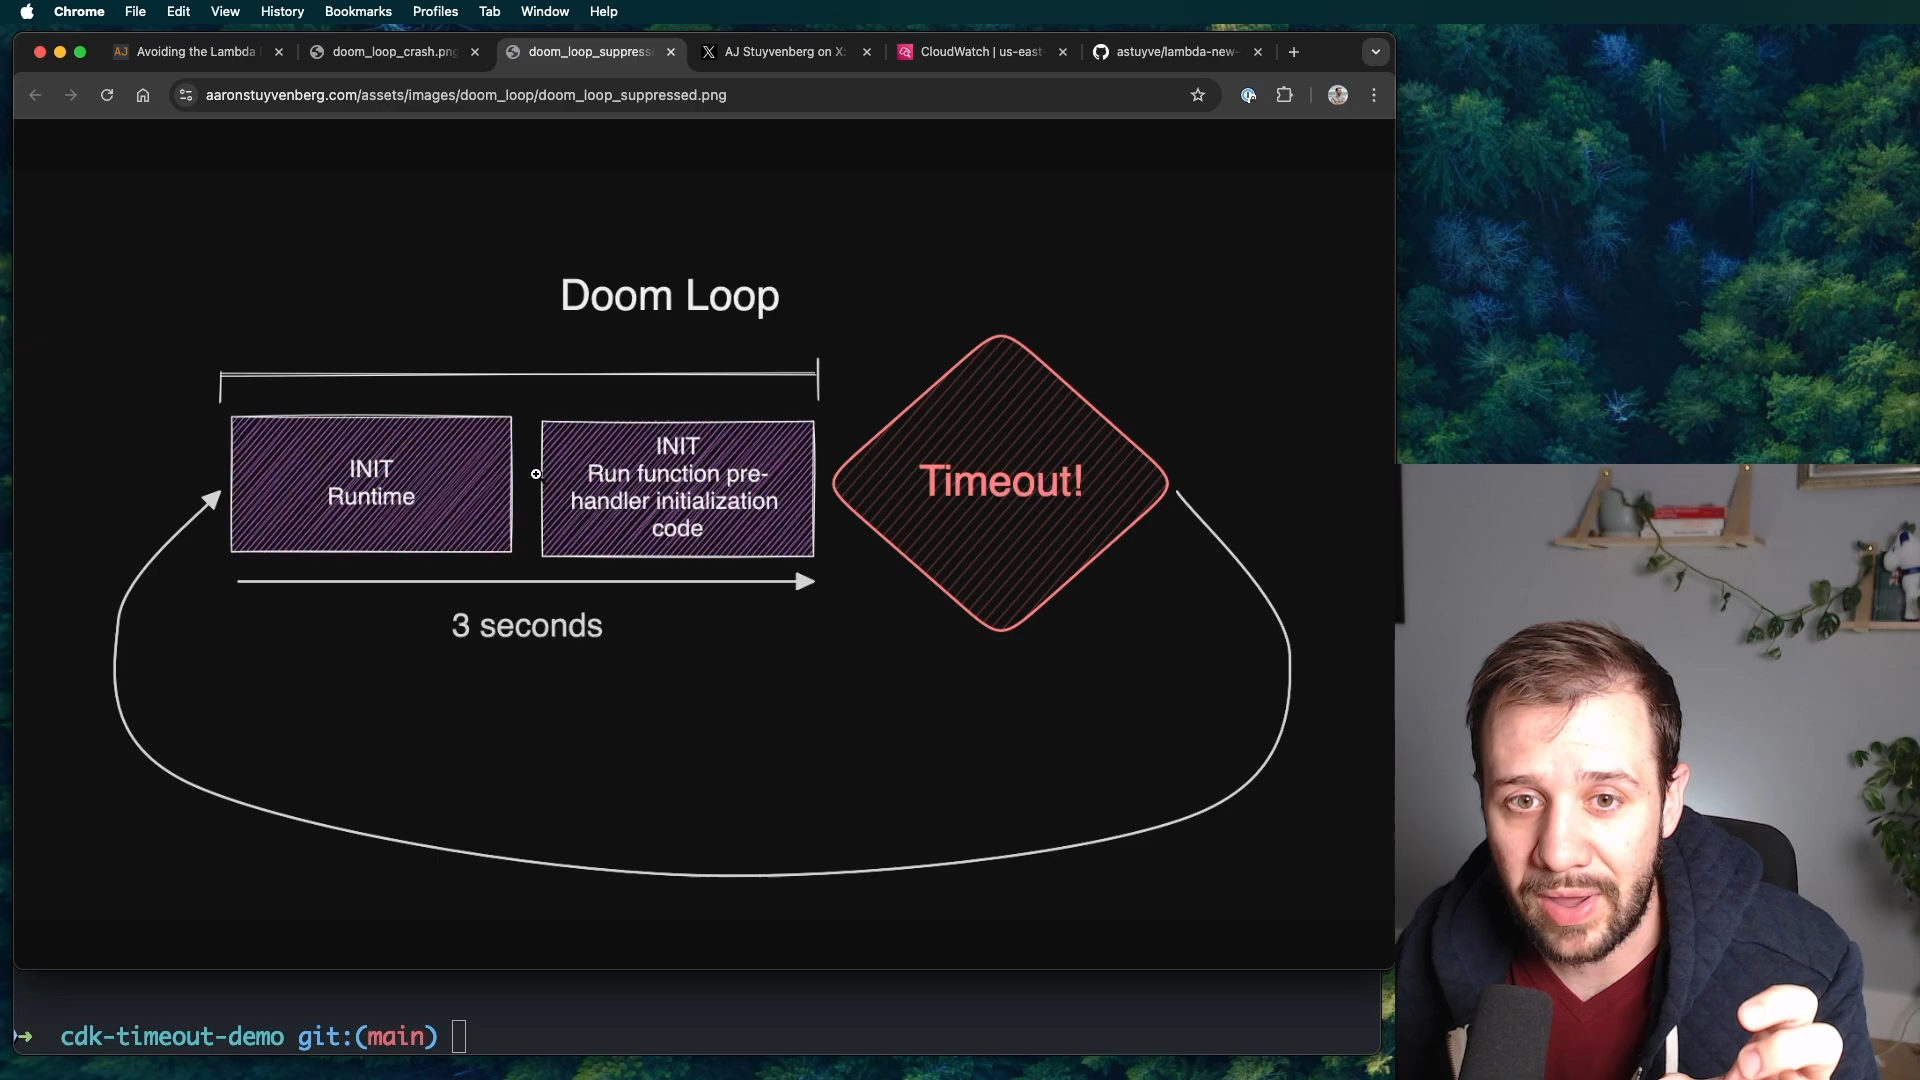 Chrome File Edit View History Bookmarks Profiles Tab Window Help
Avoiding the Lambda
doom_loop_crash.png
doom_loop_suppress
AJ Stuyvenberg on X:
CloudWatch | us-east-
astuyve/lambda-new-
aaronstuyvenberg.com/assets/images/doom_loop/doom_loop_suppressed.png
Doom Loop
INIT
Runtime
INIT
Run function pre-
handler initialization
code
Timeout!
3 seconds
cdk-timeout-demo git:(main)